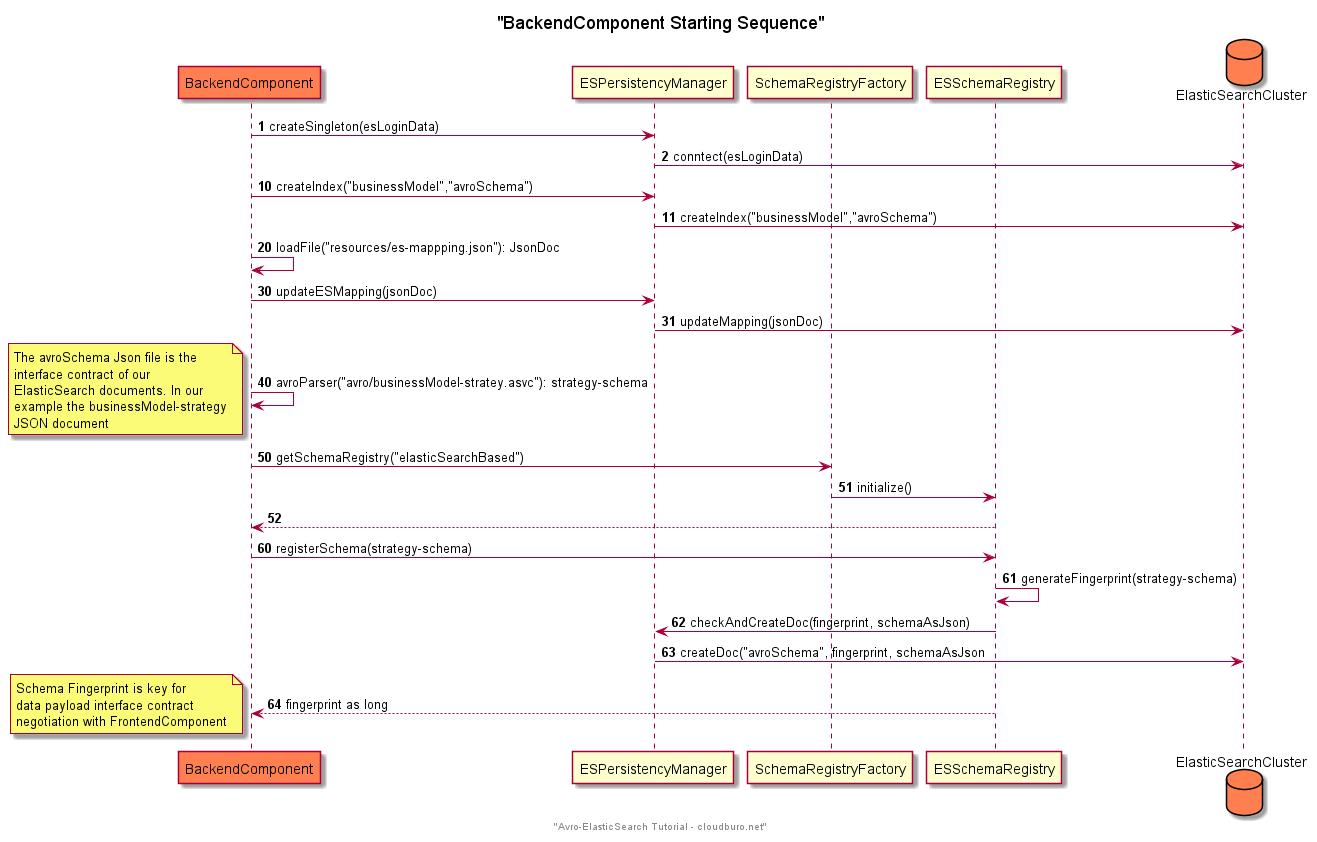 "BackendComponent Starting Sequence"
BackendComponent
ESPersistencyManager
SchemaRegistryFactory
ESSchemaRegistry
ElasticSearchCluster
1 createSingleton(esLoginData)
2 conntect(esLoginData)
10 createIndex("businessModel","avroSchema")
11 createIndex("businessModel","avroSchema")
20 loadFile("resources/es-mappping.json"): JsonDoc
30 updateESMapping(jsonDoc)
31 updateMapping(jsonDoc)
The avroSchema Json file is the
interface contract of our
ElasticSearch documents. In our
example the businessModel-strategy
JSON document
40 avroParser("avro/businessModel-stratey.asvc"): strategy-schema
50 getSchemaRegistry("elasticSearchBased")
51 initialize()
52
60 registerSchema(strategy-schema)
61 generateFingerprint(strategy-schema)
62 checkAndCreateDoc(fingerprint, schemaAsJson)
63 createDoc("avroSchema", fingerprint, schemaAsJson
Schema Fingerprint is key for
data payload interface contract
negotiation with FrontendComponent
64 fingerprint as long
BackendComponent
ESPersistencyManager
SchemaRegistryFactory
ESSchemaRegistry
ElasticSearchCluster
"Avro-ElasticSearch Tutorial - cloudburo.net"